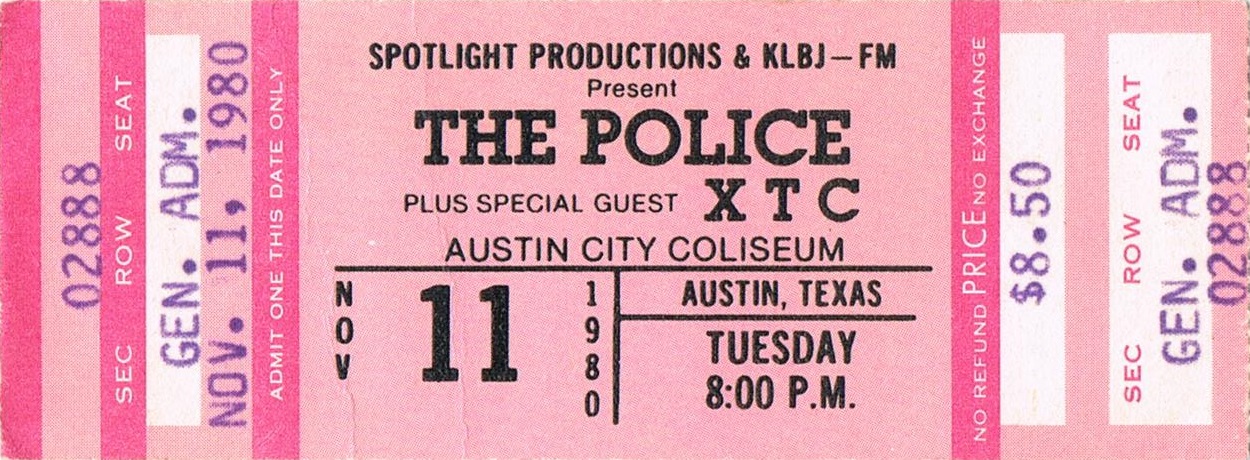 02888
SEC ROW SEAT
GEN. ADM.
NOV. 11, 1980
ADMIT ONE THIS DATE ONLY
SPOTLIGHT PRODUCTIONS & KLBJ—FM
Present
THE POLICE
PLUS SPECIAL GUEST XTC
AUSTIN CITY COLISEUM
NOV 11 1980
AUSTIN, TEXAS
TUESDAY
8:00 P.M.
NO REFUND PRICE NO EXCHANGE
$8.50
SEC ROW SEAT
GEN. ADM.
02888